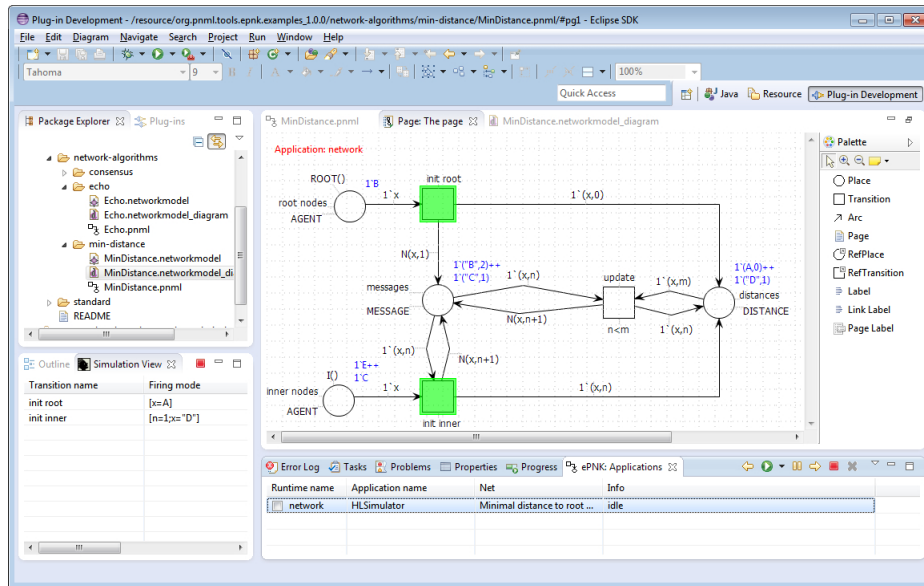 Plug-in Development - /resource/org.pnml.tools.epnk.examples_1.0.0/network-algorithms/min-distance/MinDistance.pnml/#pg1 - Eclipse SDK
File Edit Diagram Navigate Search Project Run Window Help
Tahoma 9 B I A 100%
Quick Access Java Resource Plug-in Development
Package Explorer Plug-ins
network-algorithms
consensus
echo
Echo.networkmodel
Echo.networkmodel_diagram
Echo.pnml
min-distance
MinDistance.networkmodel
MinDistance.networkmodel_di
MinDistance.pnml
standard
README
Outline Simulation View
Transition name Firing mode
init root [x=A]
init inner [n=1;x="D"]
MinDistance.pnml Page: The page MinDistance.networkmodel_diagram
Application: network
ROOT() 1`B init root
root nodes 1`x 1`(x,0)
AGENT
N(x,1)
1`("B",2)++ 1`(A,0)++
1`("C",1) 1`(x,n) update 1`(x,m) 1`("D",1)
messages distances
MESSAGE N(x,n+1) n<m 1`(x,n) DISTANCE
1`(x,n) N(x,n+1)
1`E++
I() 1`C
inner nodes 1`x 1`(x,n)
AGENT
init inner
Palette
Place
Transition
Arc
Page
RefPlace
RefTransition
Label
Link Label
Page Label
Error Log Tasks Problems Properties Progress ePNK: Applications
Runtime name Application name Net Info
network HLSimulator Minimal distance to root ... idle